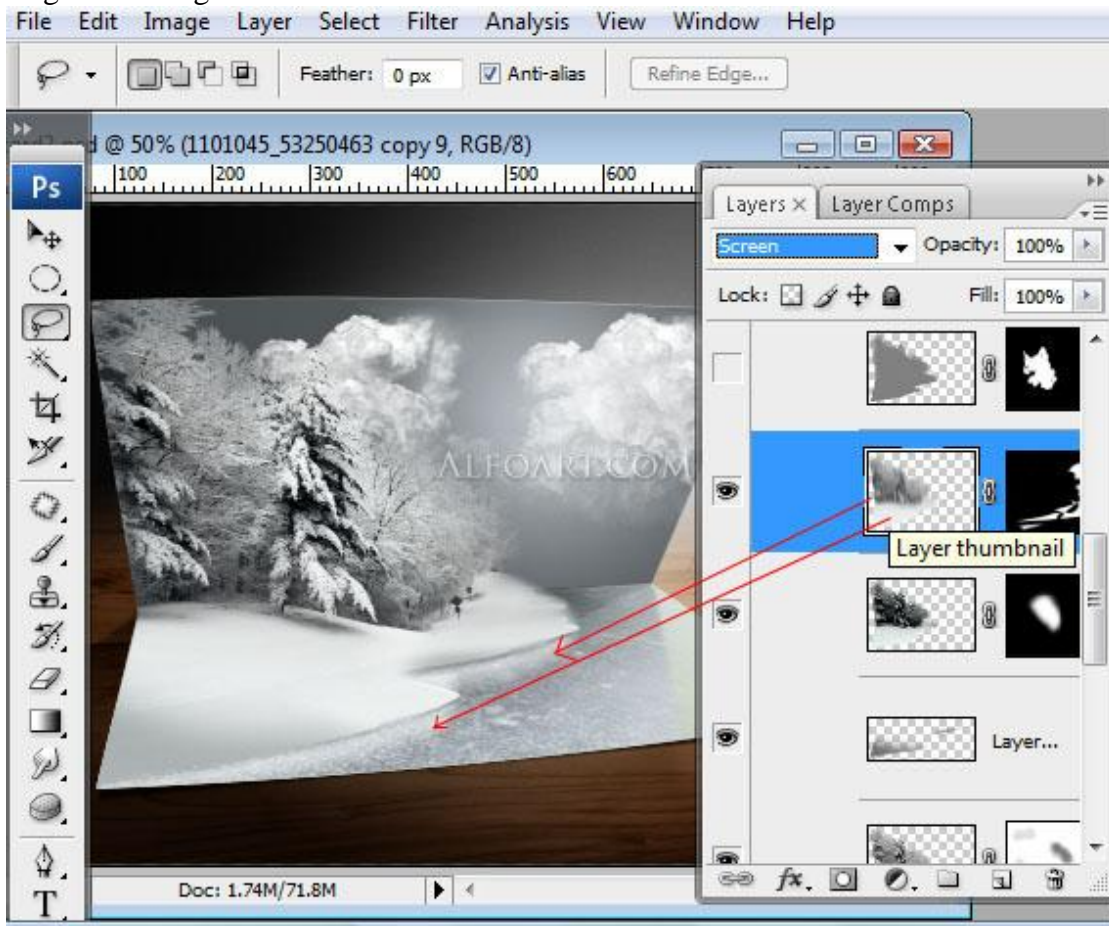 File Edit Image Layer Select Filter Analysis View Window Help
Feather: 0 px Anti-alias Refine Edge...
@ 50% (1101045_53250463 copy 9, RGB/8)
100 200 300 400 500 600
Ps
Layers × Layer Comps
Screen Opacity: 100%
Lock: Fill: 100%
ALFOART.COM
Layer thumbnail
Layer...
Doc: 1.74M/71.8M
fx.
T